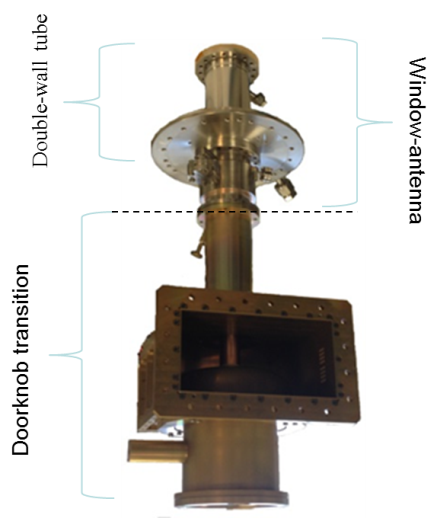 Double-wall tube
Window-antenna
Doorknob transition